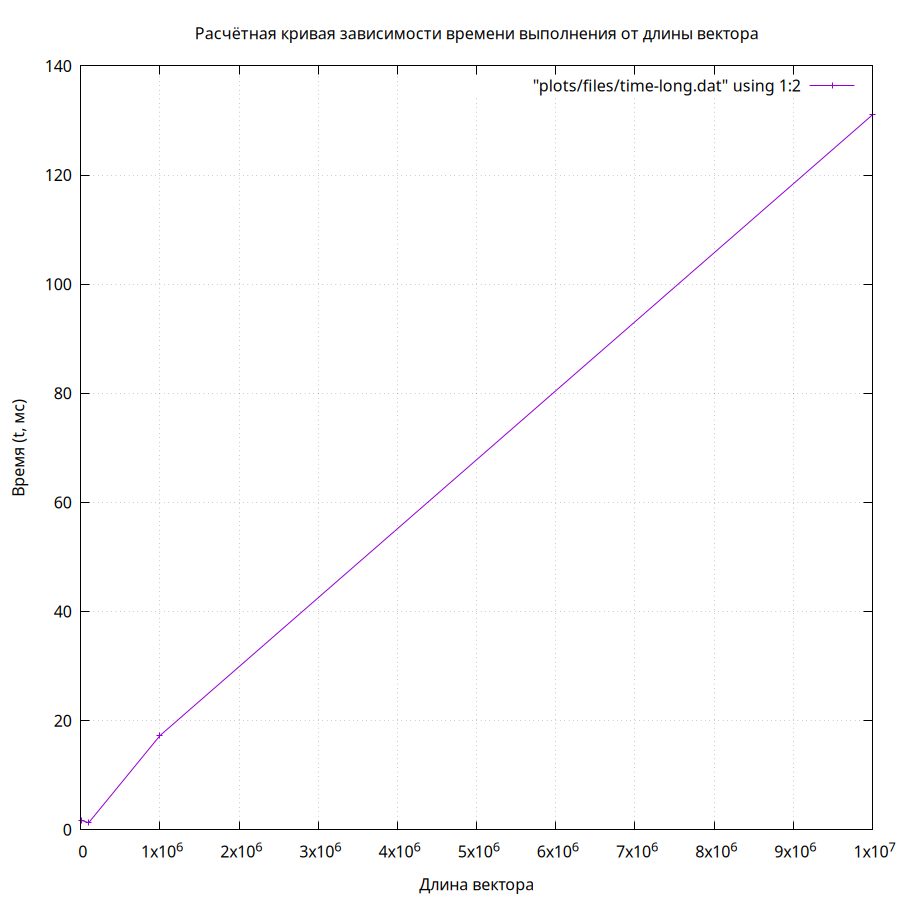 Расчётная кривая зависимости времени выполнения от длины вектора
"plots/files/time-long.dat" using 1:2
140
120
100
80
60
40
20
0
Время (t, мс)
0 1x10⁶ 2x10⁶ 3x10⁶ 4x10⁶ 5x10⁶ 6x10⁶ 7x10⁶ 8x10⁶ 9x10⁶ 1x10⁷
Длина вектора